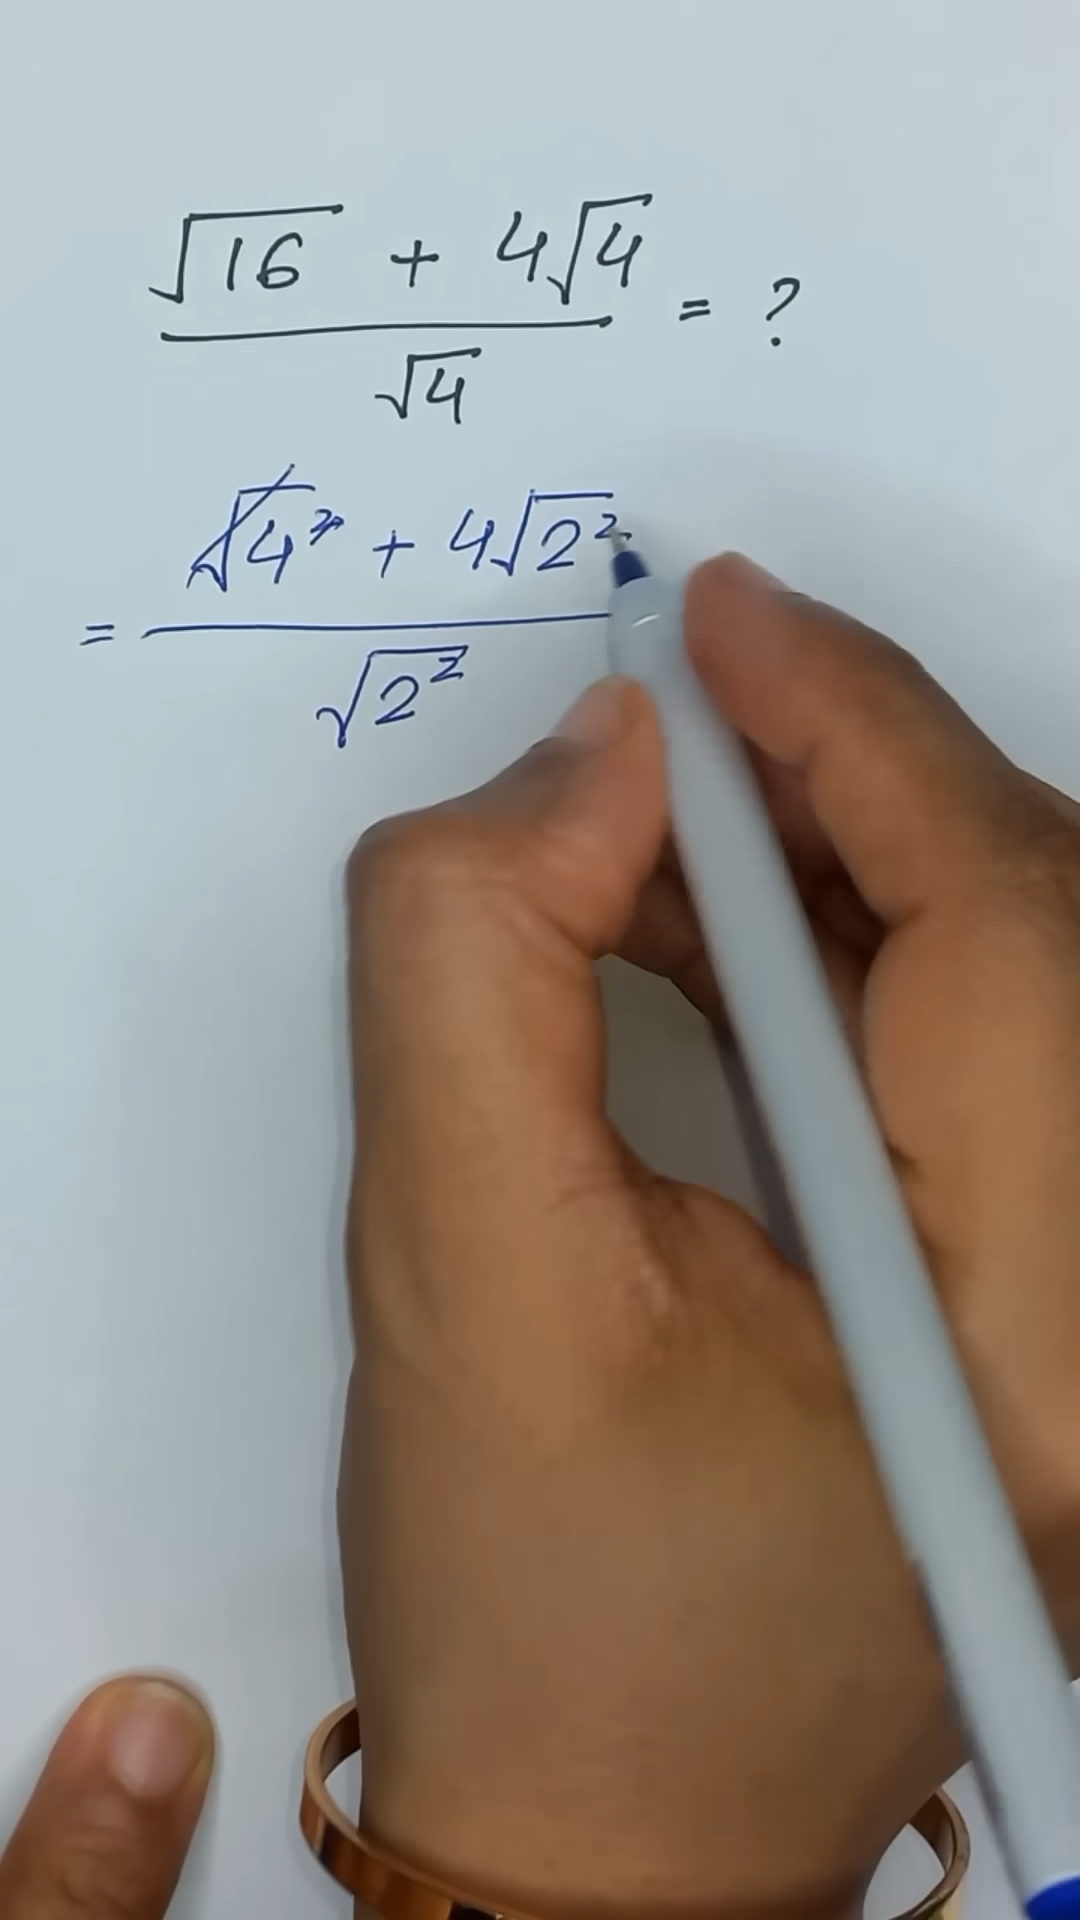 √16 + 4√4 / √4 = ?
= √4² + 4√2² / √2²